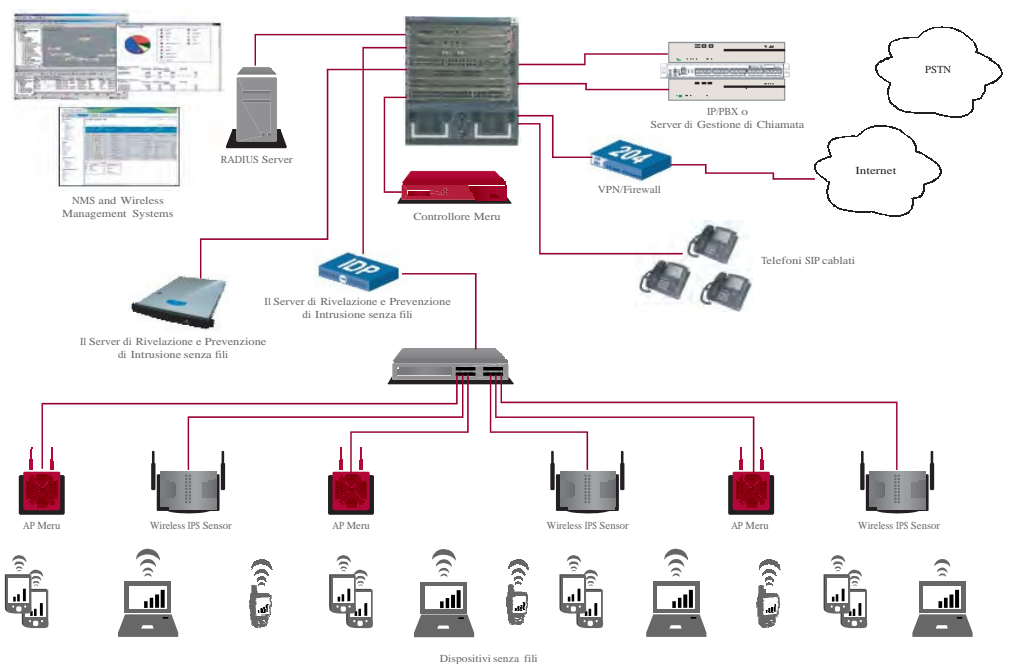 PSTN
IP/PBX o
Server di Gestione di Chiamata
RADIUS Server
204
VPN/Firewall
Internet
NMS and Wireless
Management Systems
Controllore Meru
Telefoni SIP cablati
IDP
Il Server di Rivelazione e Prevenzione
di Intrusione senza fili
Il Server di Rivelazione e Prevenzione
di Intrusione senza fili
AP Meru
Wireless IPS Sensor
AP Meru
Wireless IPS Sensor
AP Meru
Wireless IPS Sensor
Dispositivi senza fili